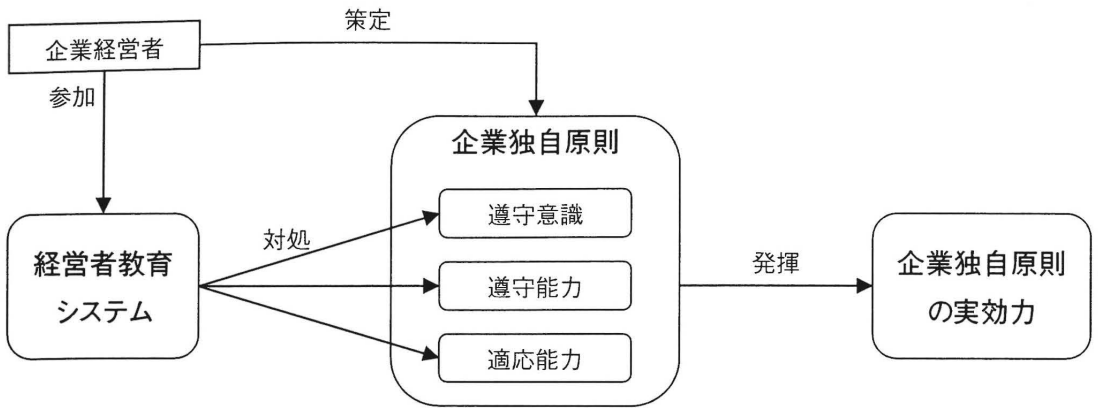 策定
企業経営者
参加
企業独自原則
遵守意識
対処
経営者教育
システム
遵守能力
適応能力
発揮
企業独自原則
の実効力